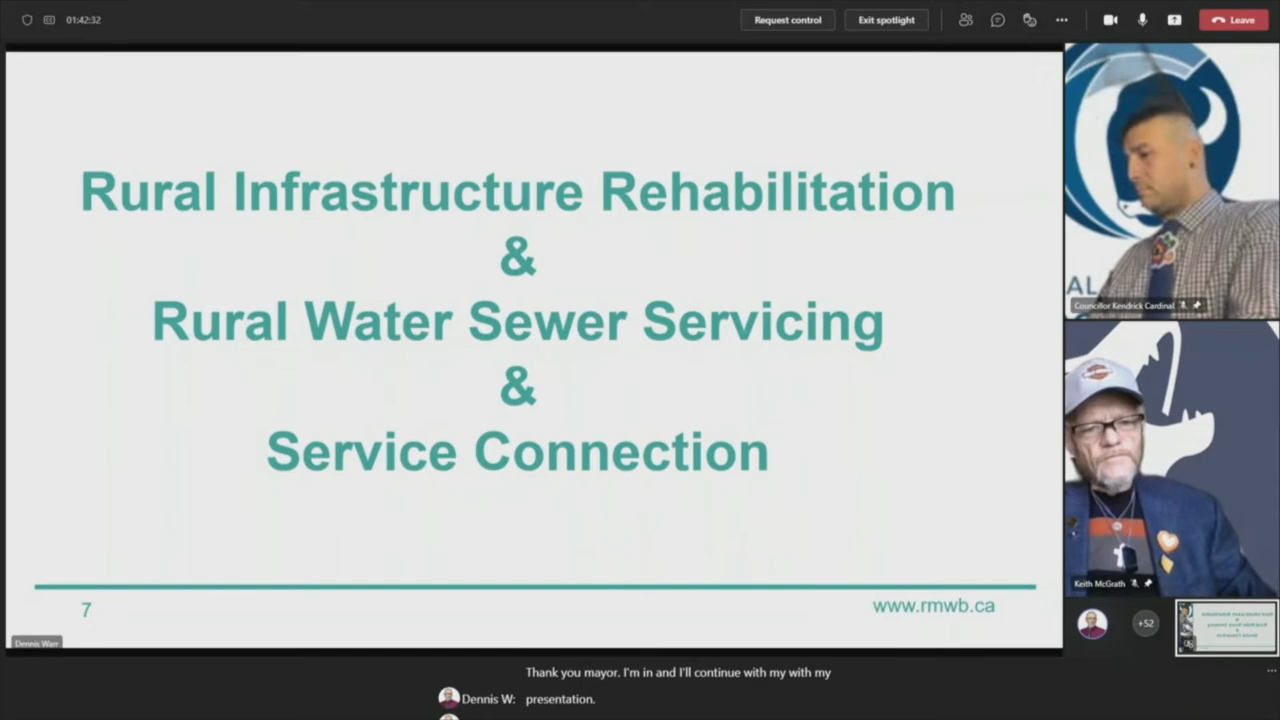 01:42:32
Request control
Exit spotlight
Leave
Rural Infrastructure Rehabilitation
&
Rural Water Sewer Servicing
&
Service Connection
7
www.rmwb.ca
Dennis Warr
AL
Councillor Kendrick Cardinal
Keith McGrath
+52
Thank you mayor. I'm in and I'll continue with my with my
Dennis W: presentation.